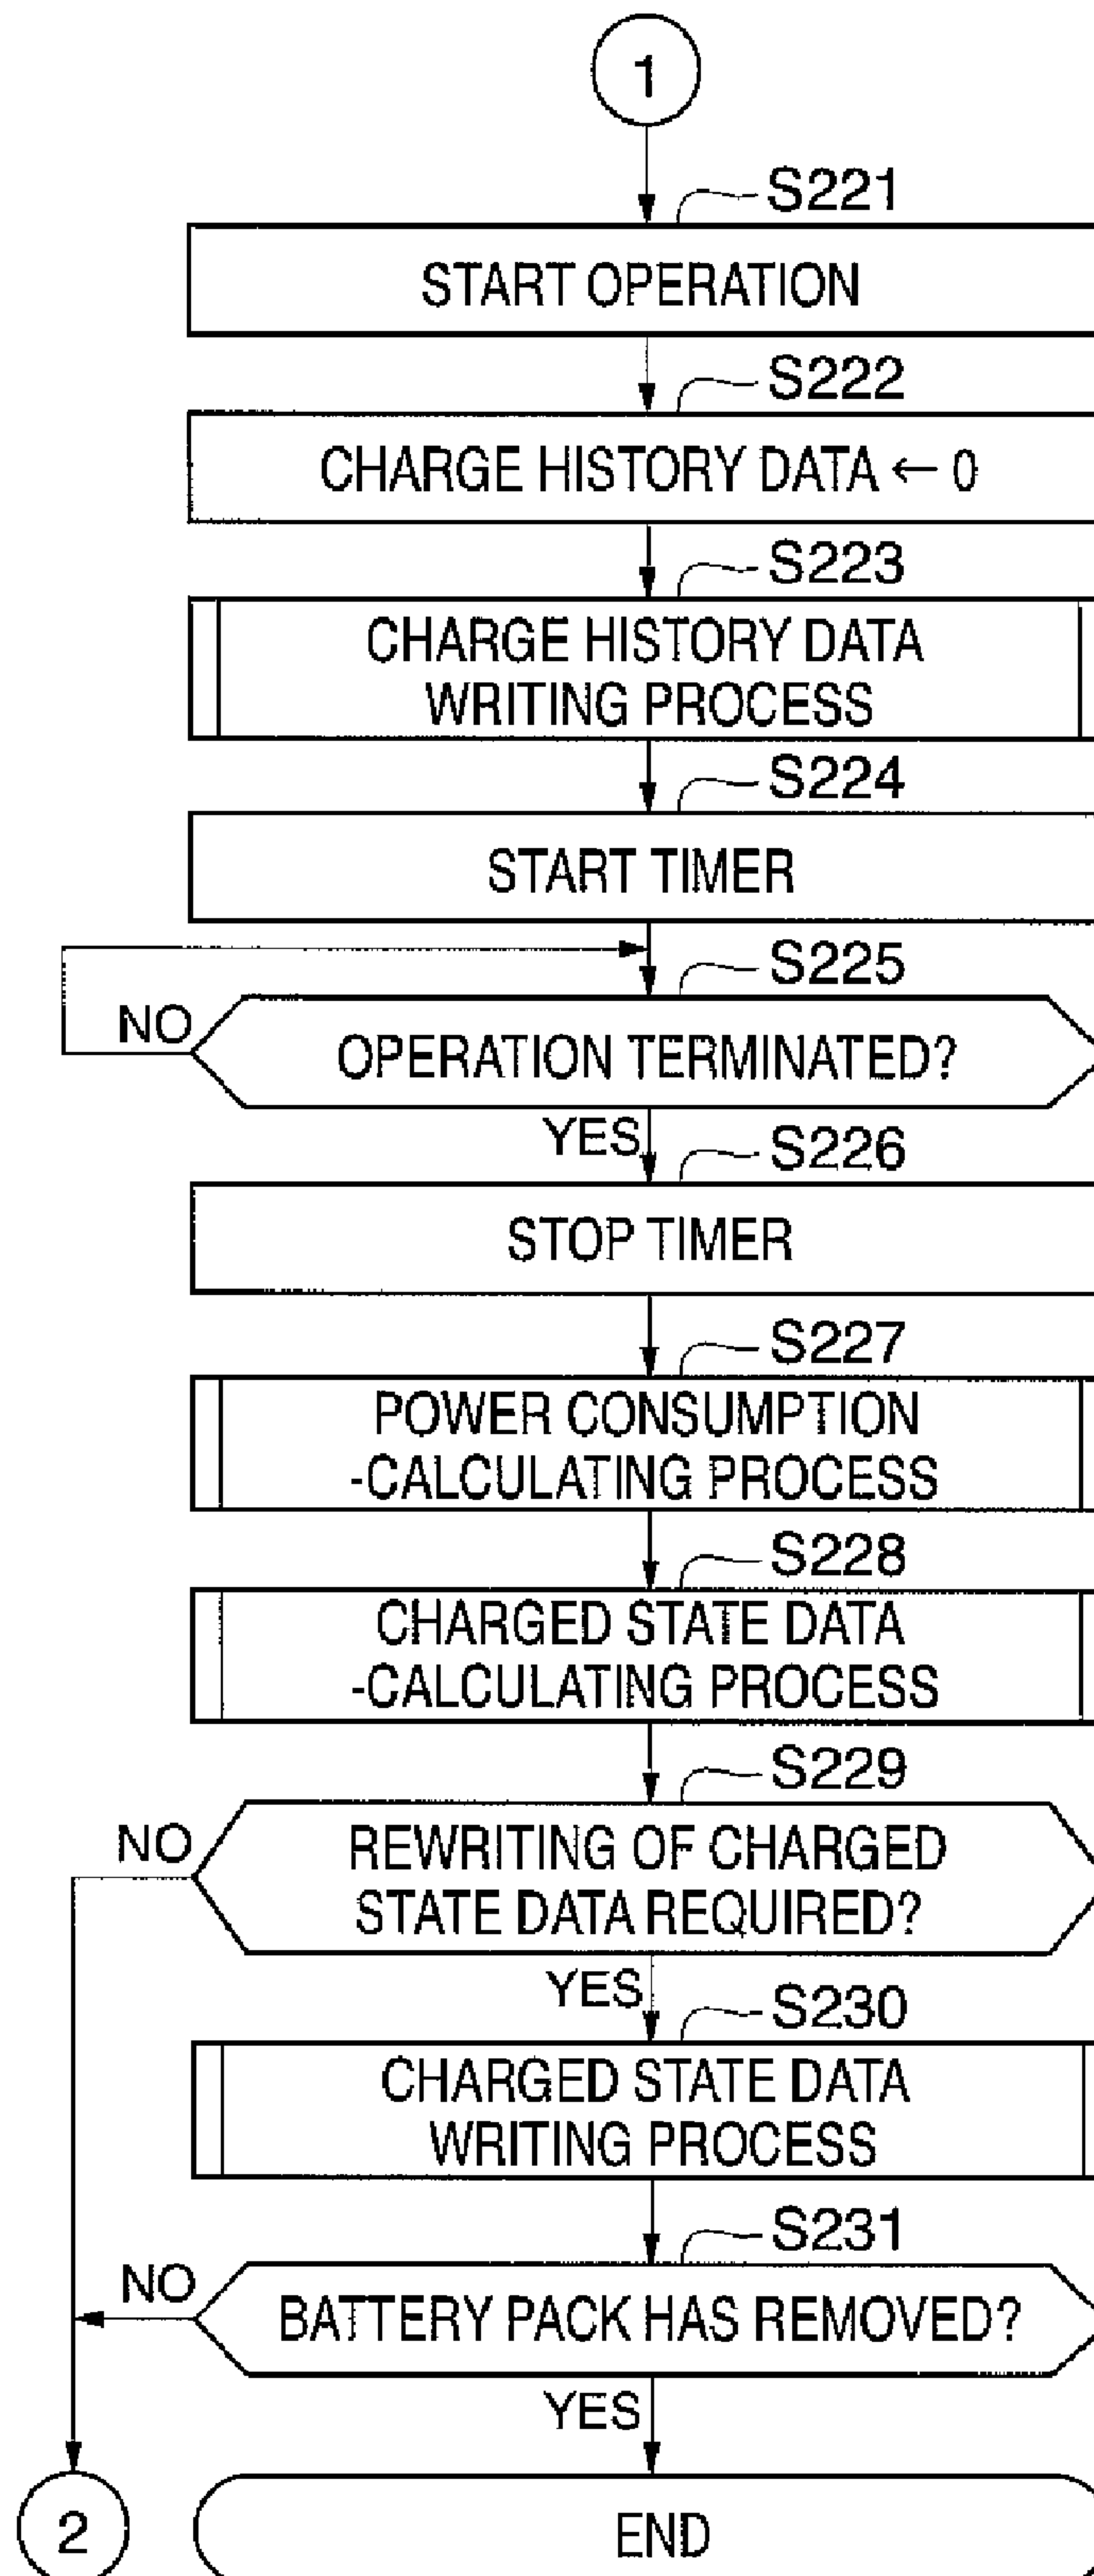 1
S221
START OPERATION
S222
CHARGE HISTORY DATA ← 0
S223
CHARGE HISTORY DATA
WRITING PROCESS
S224
START TIMER
S225
NO
OPERATION TERMINATED?
YES
S226
STOP TIMER
S227
POWER CONSUMPTION
-CALCULATING PROCESS
S228
CHARGED STATE DATA
-CALCULATING PROCESS
S229
NO
REWRITING OF CHARGED
STATE DATA REQUIRED?
YES
S230
CHARGED STATE DATA
WRITING PROCESS
S231
NO
BATTERY PACK HAS REMOVED?
YES
2
END